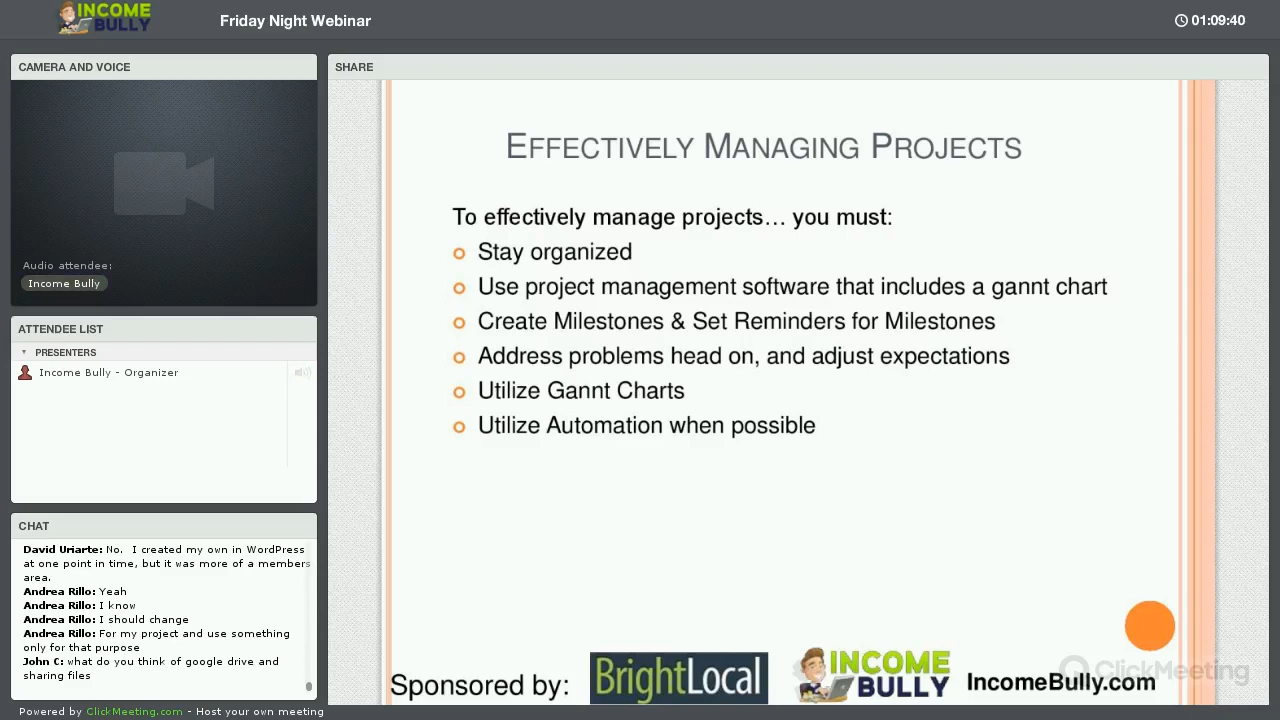 INCOME
BULLY
Friday Night Webinar
01:09:40
CAMERA AND VOICE
Audio attendee:
Income Bully
ATTENDEE LIST
PRESENTERS
Income Bully - Organizer
CHAT
David Uriarte: No. I created my own in WordPress
at one point in time, but it was more of a members
area.
Andrea Rillo: Yeah
Andrea Rillo: I know
Andrea Rillo: I should change
Andrea Rillo: For my project and use something
only for that purpose
John C: what do you think of google drive and
sharing files
Powered by ClickMeeting.com - Host your own meeting
SHARE
EFFECTIVELY MANAGING PROJECTS
To effectively manage projects… you must:
Stay organized
Use project management software that includes a gannt chart
Create Milestones & Set Reminders for Milestones
Address problems head on, and adjust expectations
Utilize Gannt Charts
Utilize Automation when possible
Sponsored by:
BrightLocal
INCOME
BULLY
IncomeBully.com
ClickMeeting